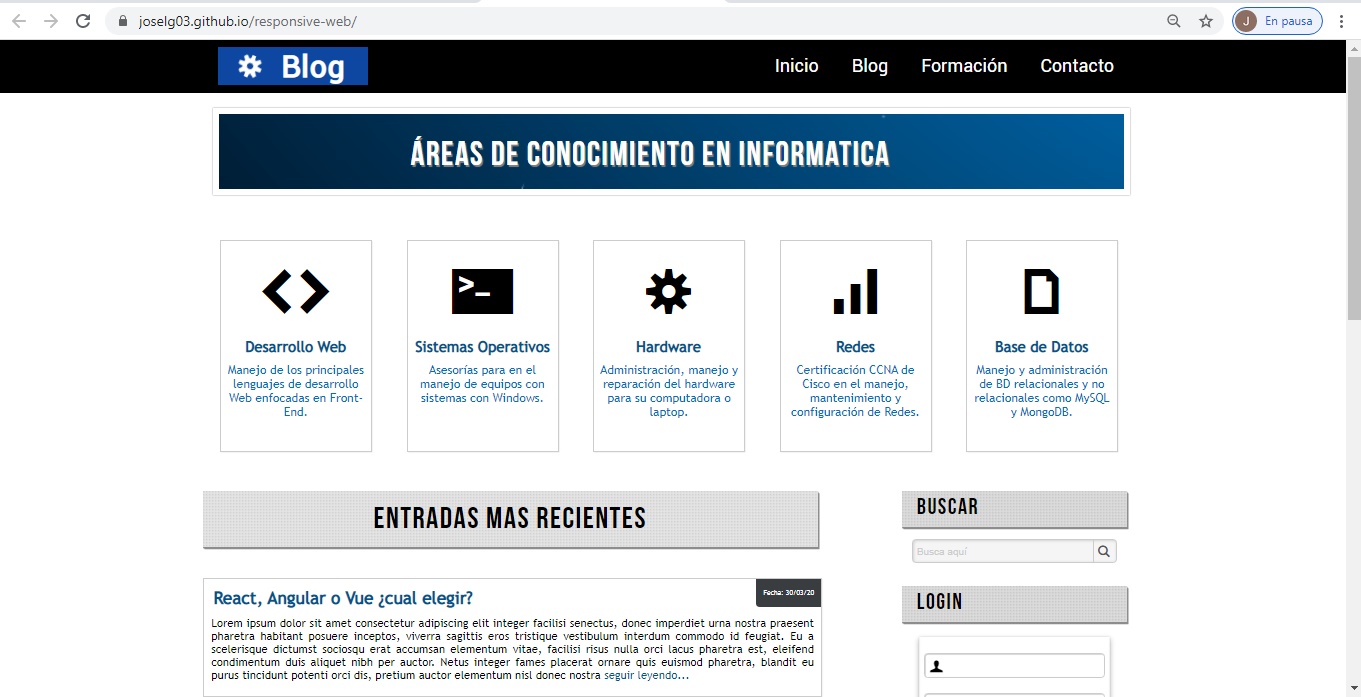 joselg03.github.io/responsive-web/
J En pausa
Blog
Inicio Blog Formación Contacto
ÁREAS DE CONOCIMIENTO EN INFORMATICA
>_
Desarrollo Web
Manejo de los principales
lenguajes de desarrollo
Web enfocadas en Front-
End.
Sistemas Operativos
Asesorías para en el
manejo de equipos con
sistemas con Windows.
Hardware
Administración, manejo y
reparación del hardware
para su computadora o
laptop.
Redes
Certificación CCNA de
Cisco en el manejo,
mantenimiento y
configuración de Redes.
Base de Datos
Manejo y administración
de BD relacionales y no
relacionales como MySQL
y MongoDB.
ENTRADAS MAS RECIENTES
React, Angular o Vue ¿cual elegir?
Fecha: 30/03/20
Lorem ipsum dolor sit amet consectetur adipiscing elit integer facilisi senectus, donec imperdiet urna nostra praesent
pharetra habitant posuere inceptos, viverra sagittis eros tristique vestibulum interdum commodo id feugiat. Eu a
scelerisque dictumst sociosqu erat accumsan elementum vitae, facilisi risus nulla orci lacus pharetra est, eleifend
condimentum duis aliquet nibh per auctor. Netus integer fames placerat ornare quis euismod pharetra, blandit eu
purus tincidunt potenti orci dis, pretium auctor elementum nisl donec nostra seguir leyendo...
BUSCAR
Busca aquí
LOGIN